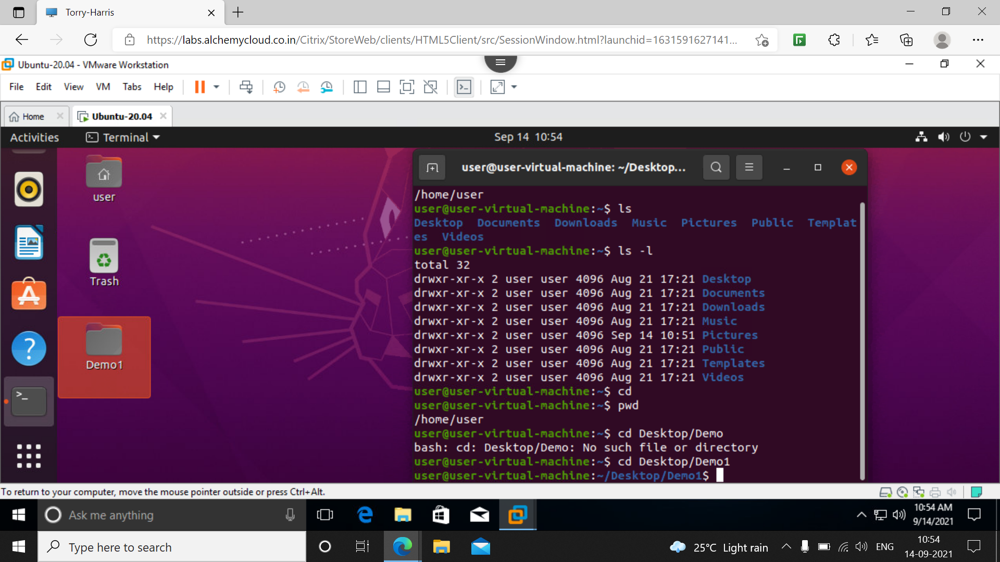 Torry-Harris
https://labs.alchemycloud.co.in/Citrix/StoreWeb/clients/HTML5Client/src/SessionWindow.html?launchid=1631591627141...
Ubuntu-20.04 - VMware Workstation
File Edit View VM Tabs Help
Home Ubuntu-20.04
Activities Terminal Sep 14 10:54
user
Trash
Demo1
user@user-virtual-machine: ~/Desktop...
/home/user
user@user-virtual-machine:~$ ls
Desktop Documents Downloads Music Pictures Public Templat
es Videos
user@user-virtual-machine:~$ ls -l
total 32
drwxr-xr-x 2 user user 4096 Aug 21 17:21 Desktop
drwxr-xr-x 2 user user 4096 Aug 21 17:21 Documents
drwxr-xr-x 2 user user 4096 Aug 21 17:21 Downloads
drwxr-xr-x 2 user user 4096 Aug 21 17:21 Music
drwxr-xr-x 2 user user 4096 Sep 14 10:51 Pictures
drwxr-xr-x 2 user user 4096 Aug 21 17:21 Public
drwxr-xr-x 2 user user 4096 Aug 21 17:21 Templates
drwxr-xr-x 2 user user 4096 Aug 21 17:21 Videos
user@user-virtual-machine:~$ cd
user@user-virtual-machine:~$ pwd
/home/user
user@user-virtual-machine:~$ cd Desktop/Demo
bash: cd: Desktop/Demo: No such file or directory
user@user-virtual-machine:~$ cd Desktop/Demo1
user@user-virtual-machine:~/Desktop/Demo1$
To return to your computer, move the mouse pointer outside or press Ctrl+Alt.
Ask me anything
10:54 AM
9/14/2021
Type here to search
25°C Light rain
ENG
10:54
14-09-2021